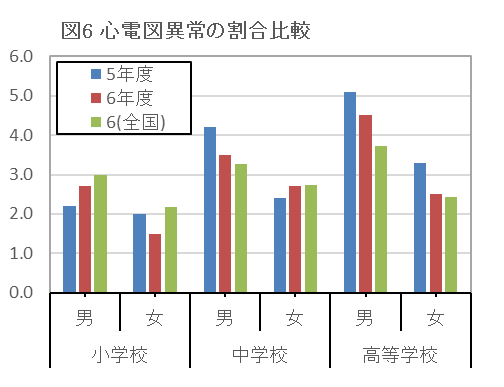 図6 心電図異常の割合比較
6.0
5.0
4.0
3.0
2.0
1.0
0.0
5年度
6年度
6(全国)
男 女 男 女 男 女
小学校 中学校 高等学校